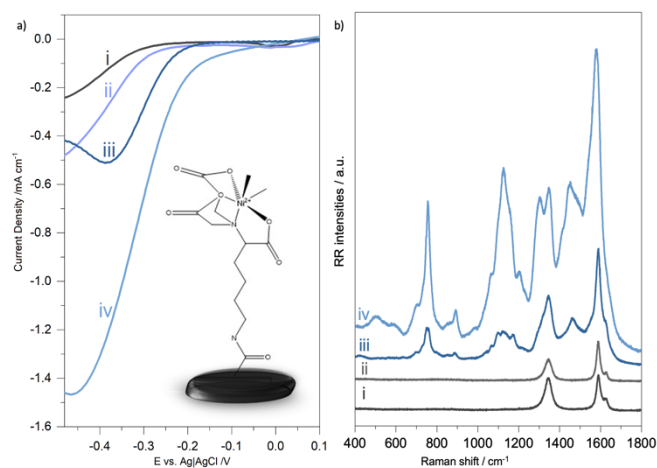 a)
b)
0.0
-0.2
-0.4
-0.6
-0.8
-1.0
-1.2
-1.4
-1.6
Current Density /mA cm⁻¹
i
ii
iii
iv
O
O
O
O
Ni²⁺
O
N
O
O
N
O
-0.4 -0.3 -0.2 -0.1 0.0 0.1
E vs. Ag|AgCl /V
RR intensities / a.u.
iv
iii
ii
i
400 600 800 1000 1200 1400 1600 1800
Raman shift / cm⁻¹